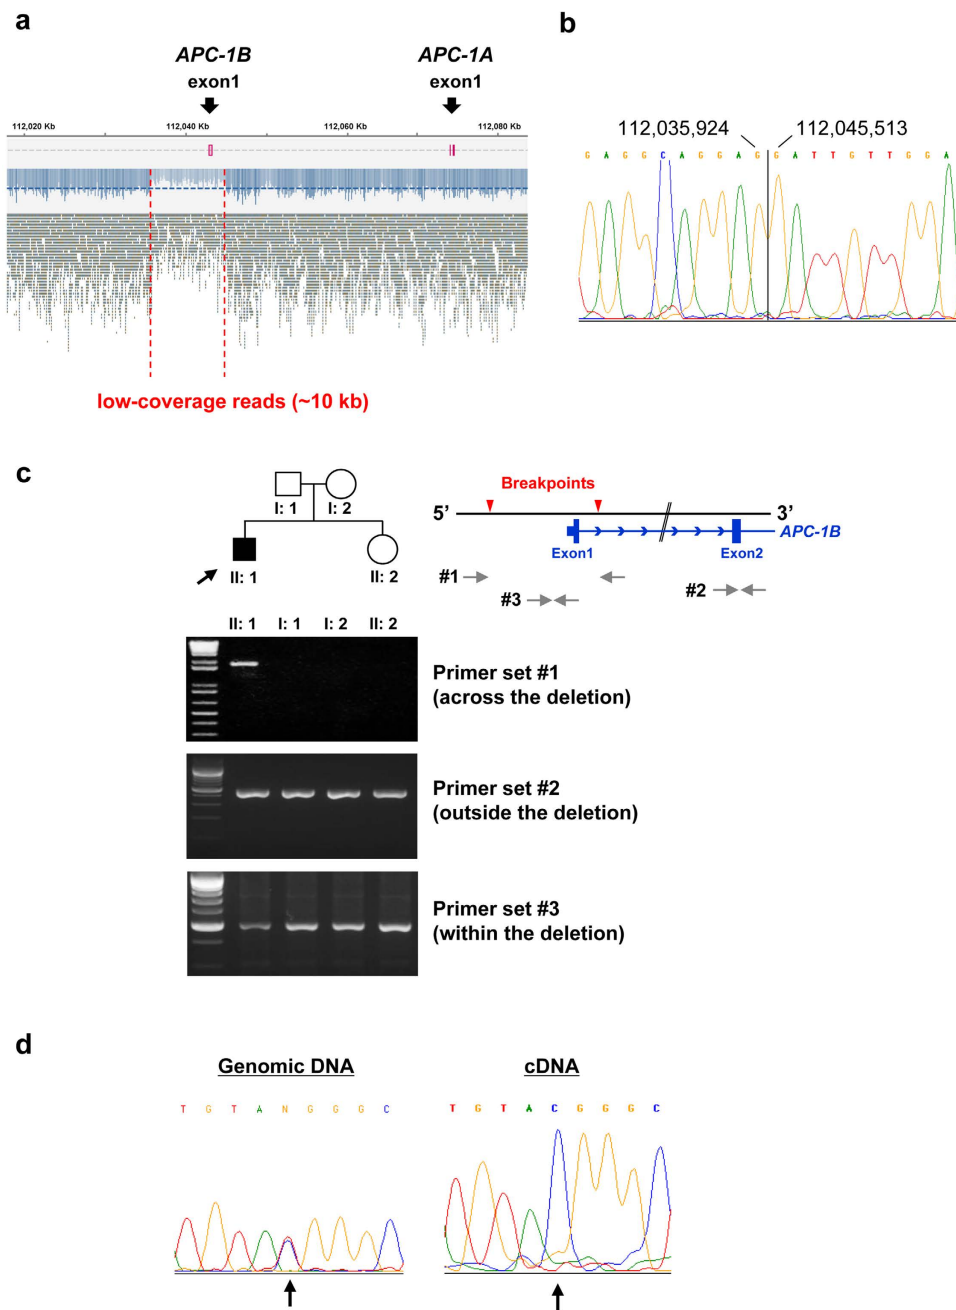 a
APC-1B
exon1
APC-1A
exon1
112,020 Kb
112,040 Kb
112,060 Kb
112,080 Kb
low-coverage reads (~10 kb)
b
112,035,924
112,045,513
G A G G C A G G A G G A T T G T T G G A
c
I: 1
I: 2
II: 1
II: 2
Breakpoints
5’
3’
APC-1B
Exon1
Exon2
#1
#3
#2
II: 1 I: 1 I: 2 II: 2
Primer set #1
(across the deletion)
Primer set #2
(outside the deletion)
Primer set #3
(within the deletion)
d
Genomic DNA
T G T A N G G G C
cDNA
T G T A C G G G C